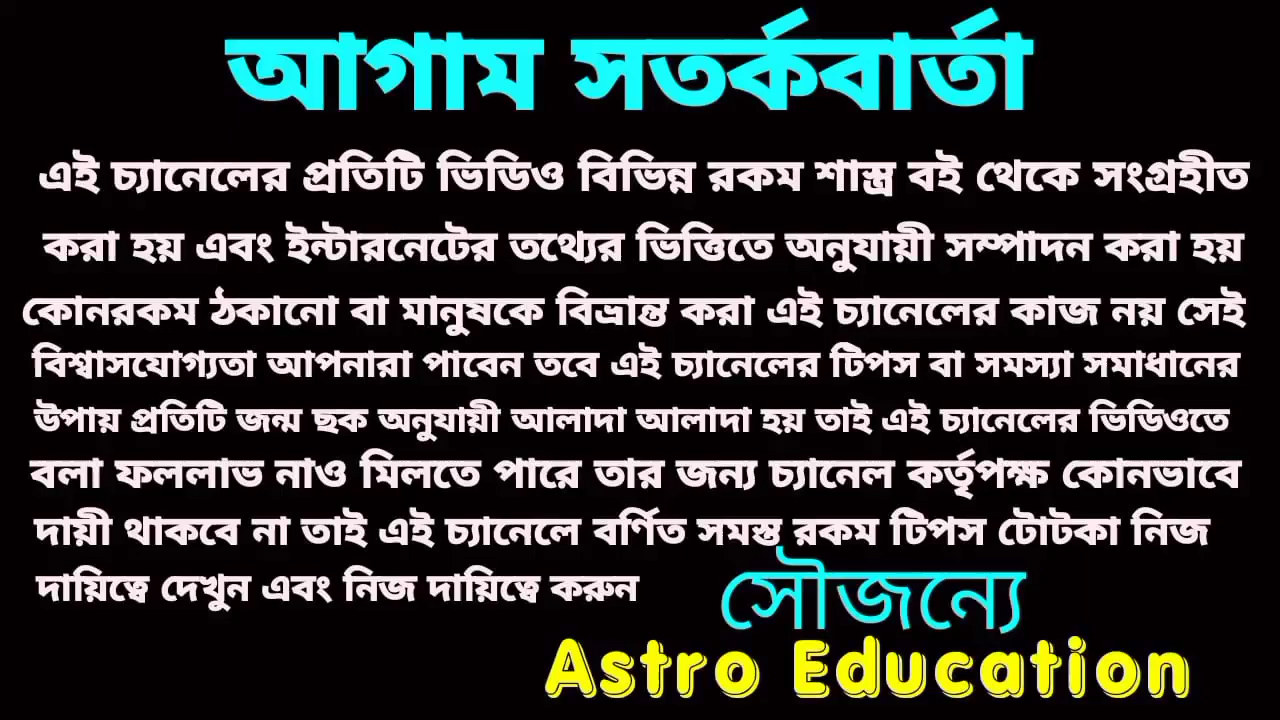 আগাম সতর্কবার্তা
এই চ্যানেলের প্রতিটি ভিডিও বিভিন্ন রকম শাস্ত্র বই থেকে সংগ্রহীত
করা হয় এবং ইন্টারনেটের তথ্যের ভিত্তিতে অনুযায়ী সম্পাদন করা হয়
কোনরকম ঠকানো বা মানুষকে বিভ্রান্ত করা এই চ্যানেলের কাজ নয় সেই
বিশ্বাসযোগ্যতা আপনারা পাবেন তবে এই চ্যানেলের টিপস বা সমস্যা সমাধানের
উপায় প্রতিটি জন্ম ছক অনুযায়ী আলাদা আলাদা হয় তাই এই চ্যানেলের ভিডিওতে
বলা ফললাভ নাও মিলতে পারে তার জন্য চ্যানেল কর্তৃপক্ষ কোনভাবে
দায়ী থাকবে না তাই এই চ্যানেলে বর্ণিত সমস্ত রকম টিপস টোটকা নিজ
দায়িত্বে দেখুন এবং নিজ দায়িত্বে করুন
সৌজন্যে
Astro Education